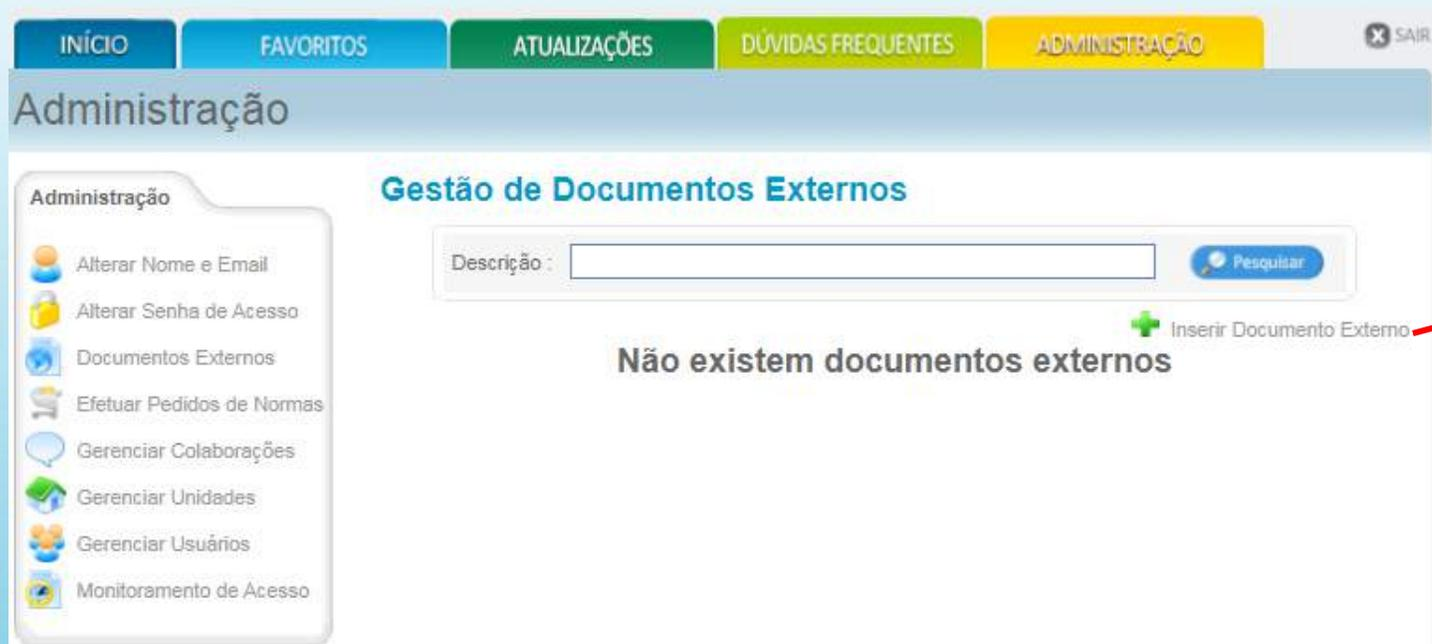 INÍCIO FAVORITOS ATUALIZAÇÕES DÚVIDAS FREQUENTES ADMINISTRAÇÃO SAIR
Administração
Administração
Alterar Nome e Email
Alterar Senha de Acesso
Documentos Externos
Efetuar Pedidos de Normas
Gerenciar Colaborações
Gerenciar Unidades
Gerenciar Usuários
Monitoramento de Acesso
Gestão de Documentos Externos
Descrição : Pesquisar
Inserir Documento Externo
Não existem documentos externos